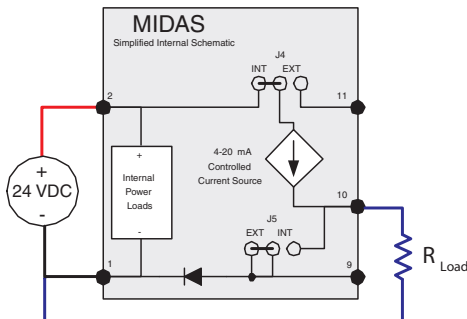 MIDAS
Simplified Internal Schematic
J4
INT EXT
2
11
+
4-20 mA
Controlled
Current Source
+
24 VDC
-
Internal
Power
Loads
-
10
J5
EXT INT
1
9
R Load